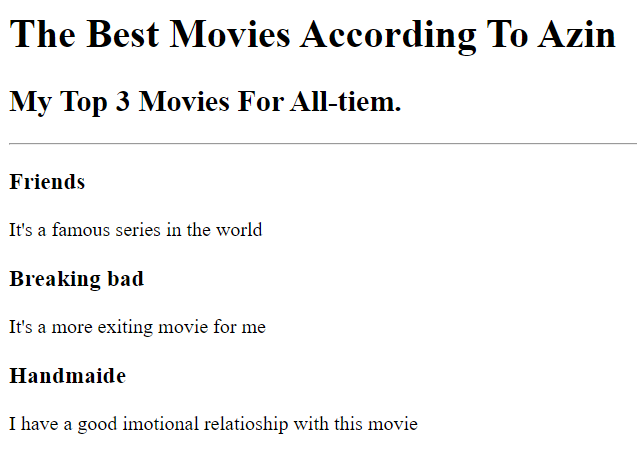 The Best Movies According To Azin
My Top 3 Movies For All-tiem.
Friends
It's a famous series in the world
Breaking bad
It's a more exiting movie for me
Handmaide
I have a good imotional relatioship with this movie